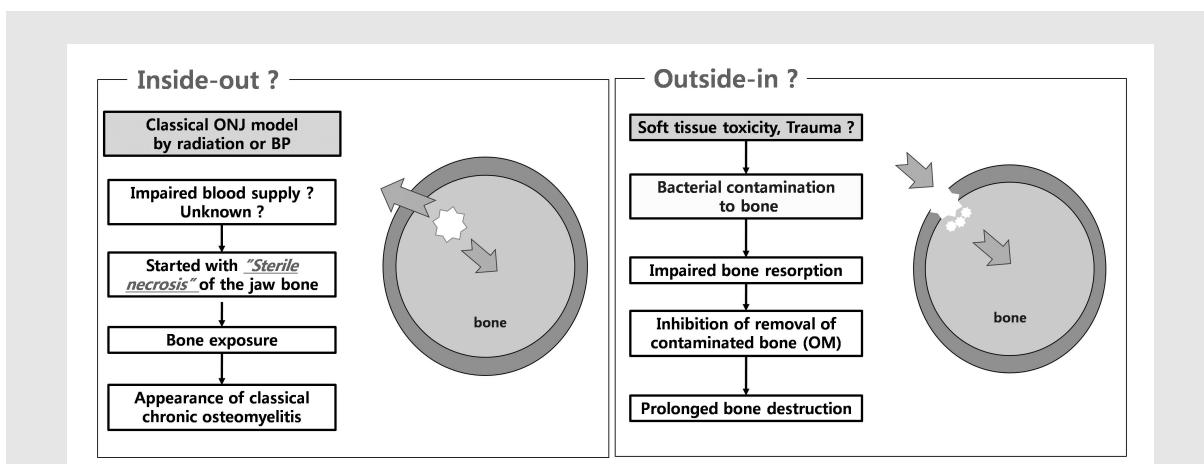 Inside-out ?
Classical ONJ model
by radiation or BP
Impaired blood supply ?
Unknown ?
Started with "Sterile
necrosis" of the jaw bone
Bone exposure
Appearance of classical
chronic osteomyelitis
bone
Outside-in ?
Soft tissue toxicity, Trauma ?
Bacterial contamination
to bone
Impaired bone resorption
Inhibition of removal of
contaminated bone (OM)
Prolonged bone destruction
bone